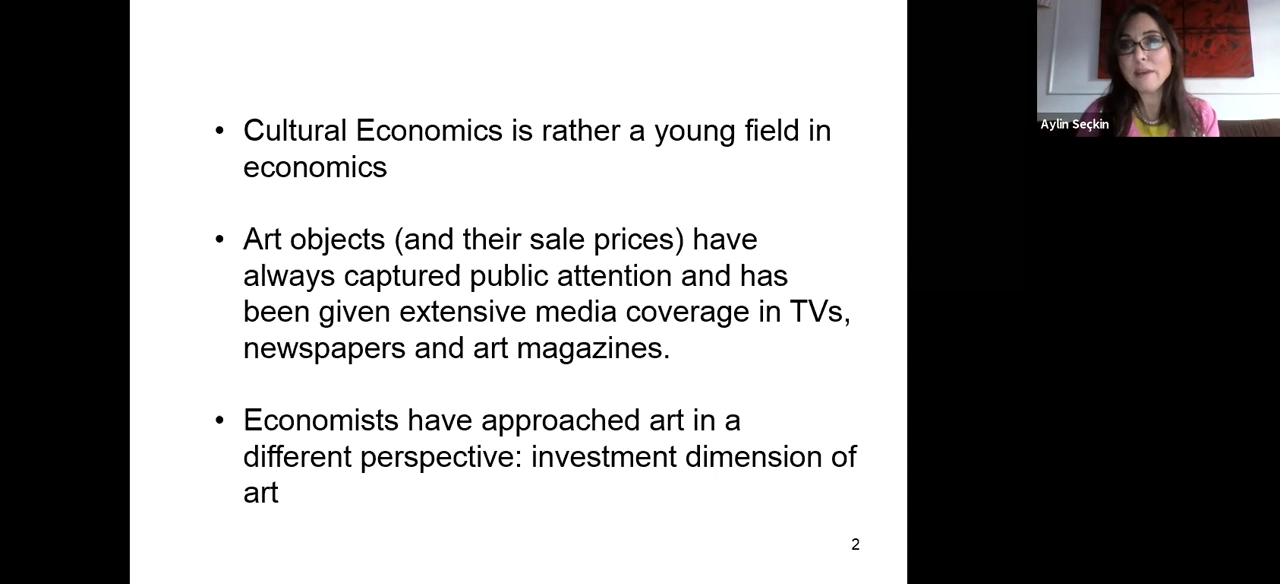 • Cultural Economics is rather a young field in
economics
• Art objects (and their sale prices) have
always captured public attention and has
been given extensive media coverage in TVs,
newspapers and art magazines.
• Economists have approached art in a
different perspective: investment dimension of
art
2
Aylin Seçkin